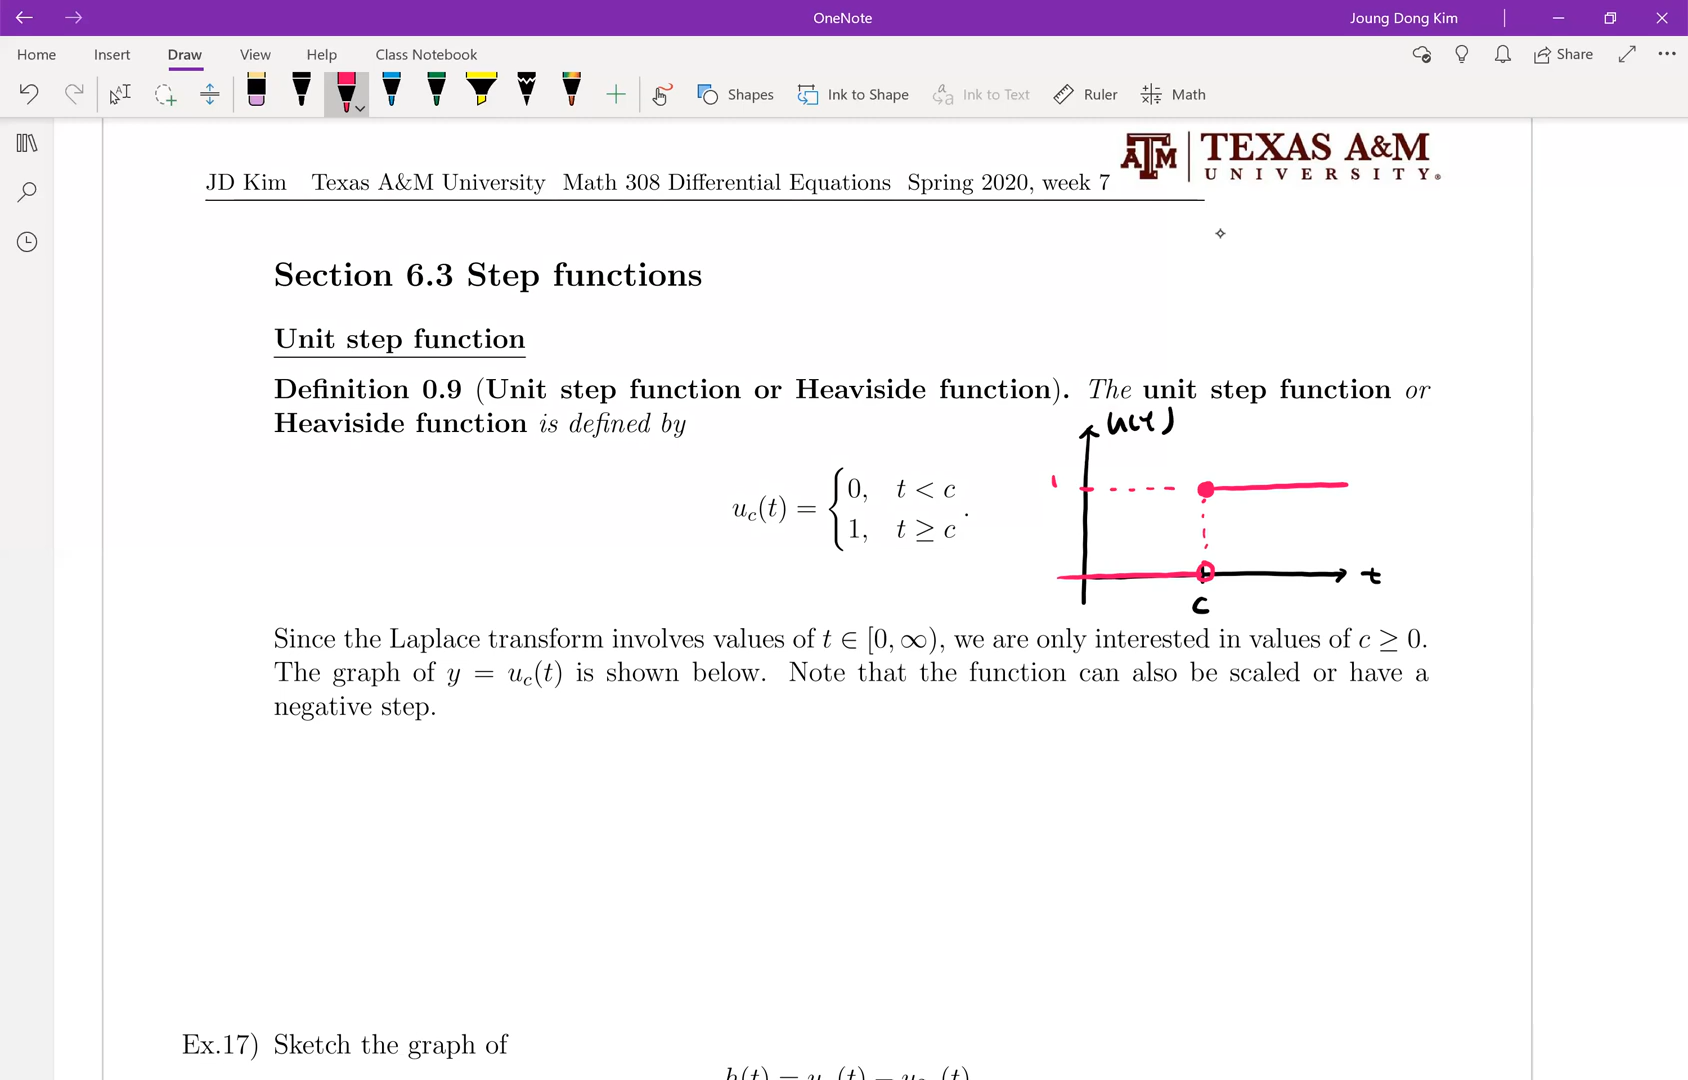 OneNote
Joung Dong Kim
Home Insert Draw View Help Class Notebook
Share
Shapes Ink to Shape Ink to Text Ruler Math
JD Kim Texas A&M University Math 308 Differential Equations Spring 2020, week 7
ATM TEXAS A&M
UNIVERSITY®
Section 6.3 Step functions
Unit step function
Definition 0.9 (Unit step function or Heaviside function). The unit step function or
Heaviside function is defined by
u_c(t) = { 0, t < c
1, t ≥ c .
1
t
c
Since the Laplace transform involves values of t ∈ [0, ∞), we are only interested in values of c ≥ 0.
The graph of y = u_c(t) is shown below. Note that the function can also be scaled or have a
negative step.
Ex.17) Sketch the graph of